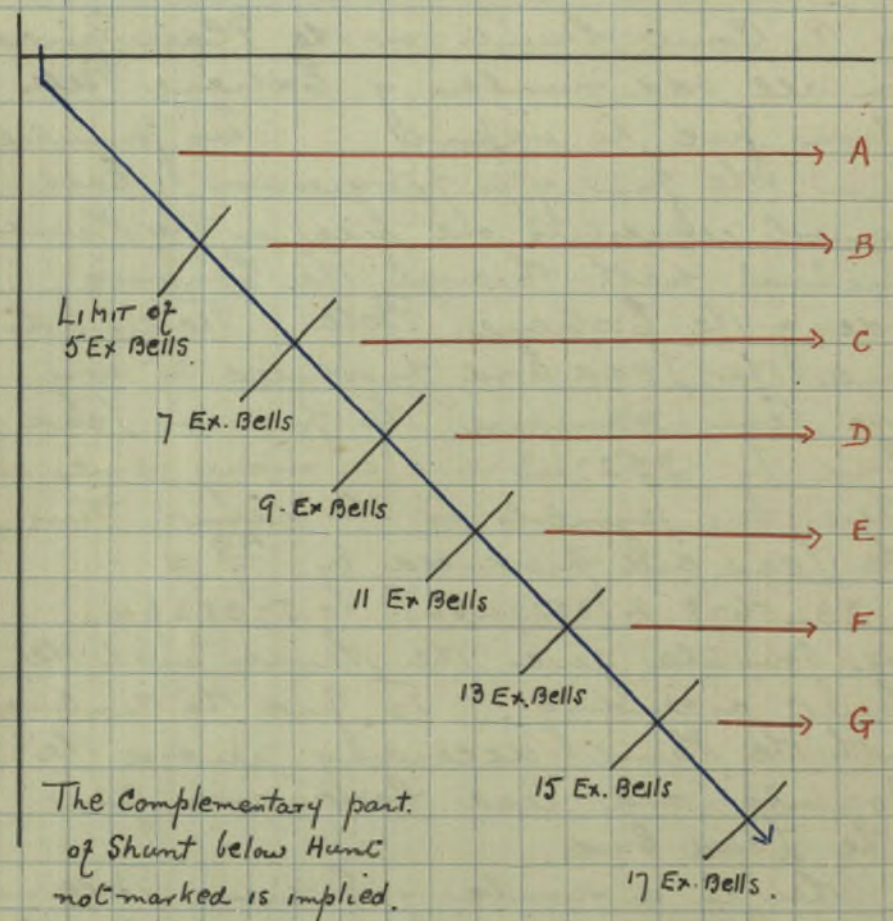 A
B
Limit of
5 Ex Bells
C
7 Ex. Bells
D
9. Ex Bells
E
11 Ex Bells
F
13 Ex. Bells
G
15 Ex. Bells
The Complementary part.
of Shunt below Hunt
not marked is implied.
17 Ex. Bells.